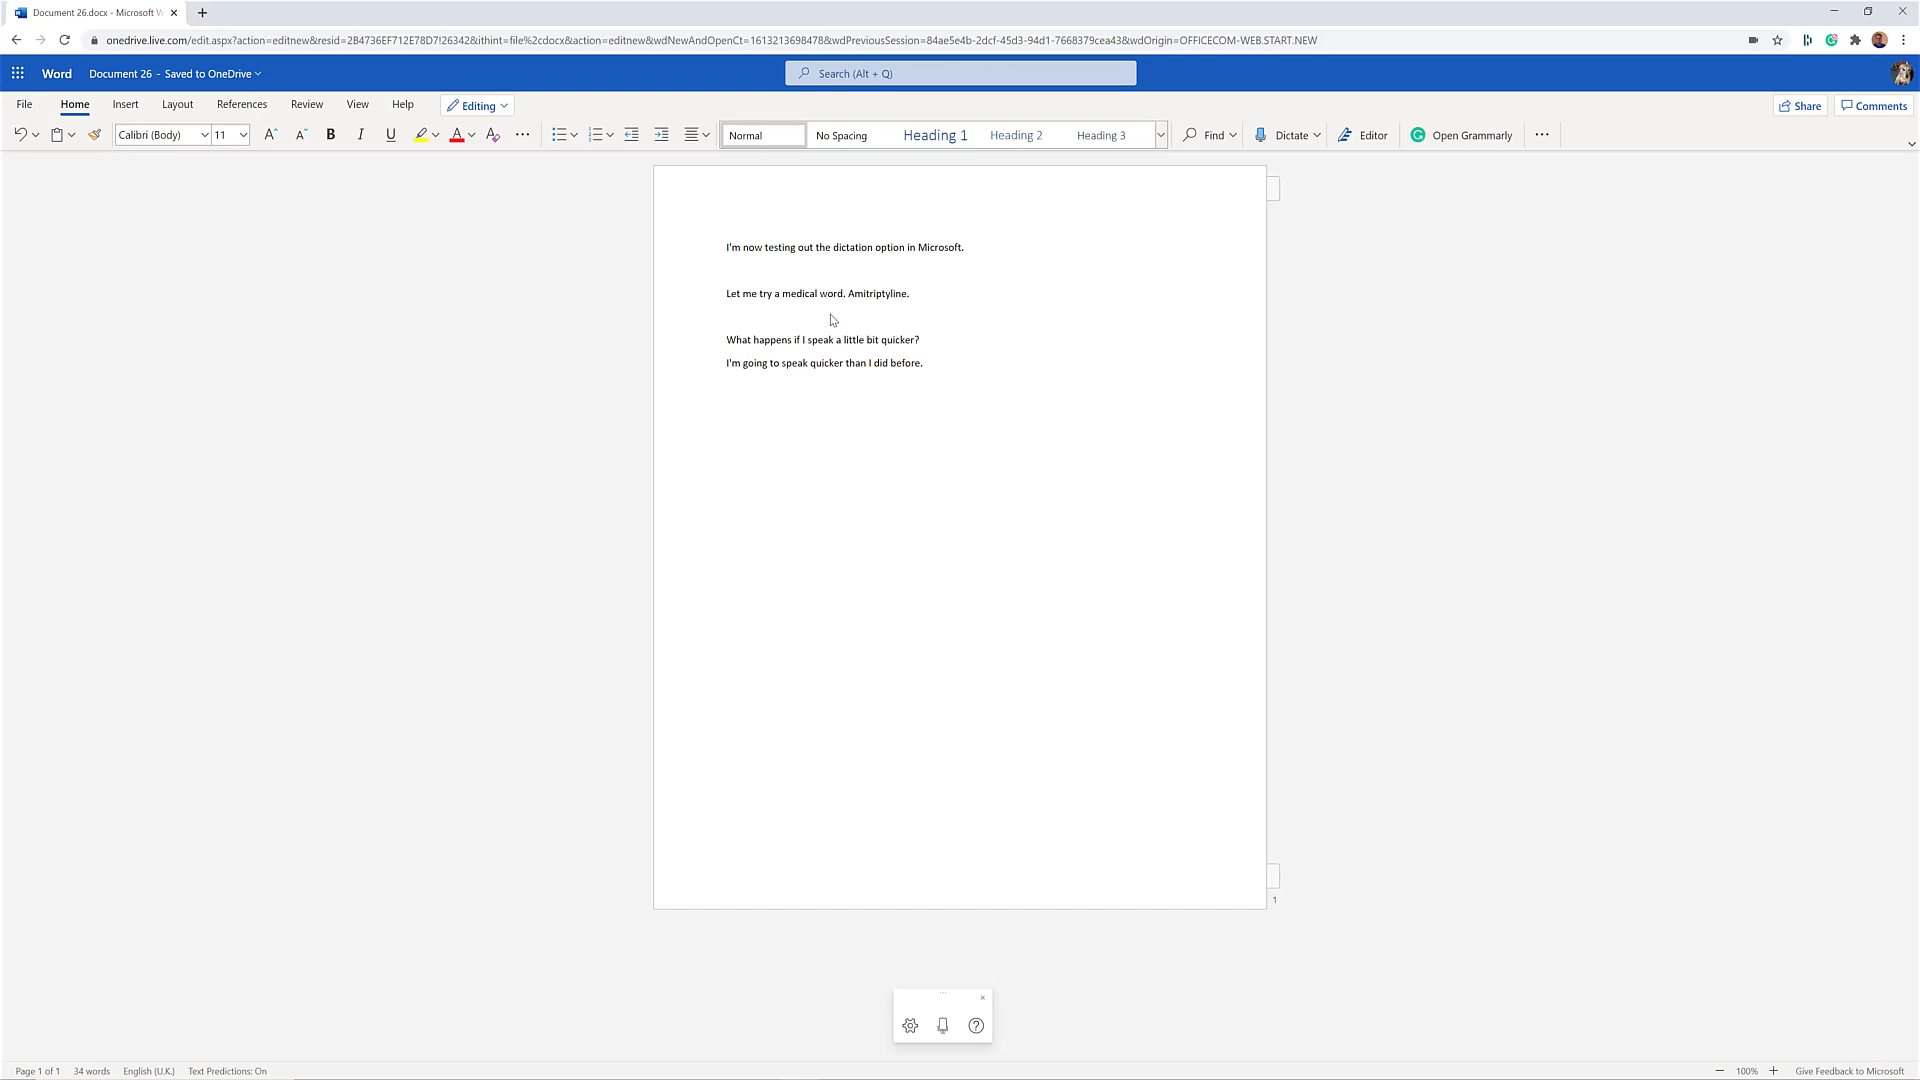 Document 26.docx - Microsoft W
onedrive.live.com/edit.aspx?action=editnew&resid=2B4736EF712E78D7!26342&ithint=file%2cdocx&action=editnew&wdNewAndOpenCt=1613213698478&wdPreviousSession=84ae5e4b-2dcf-45d3-94d1-7668379cea43&wdOrigin=OFFICECOM-WEB.START.NEW
Word Document 26 - Saved to OneDrive Search (Alt + Q)
File Home Insert Layout References Review View Help Editing Share Comments
Calibri (Body) 11 A A B I U A A Normal No Spacing Heading 1 Heading 2 Heading 3 Find Dictate Editor Open Grammarly
I'm now testing out the dictation option in Microsoft.
Let me try a medical word. Amitriptyline.
What happens if I speak a little bit quicker?
I'm going to speak quicker than I did before.
1
Page 1 of 1 34 words English (U.K.) Text Predictions: On 100% Give Feedback to Microsoft